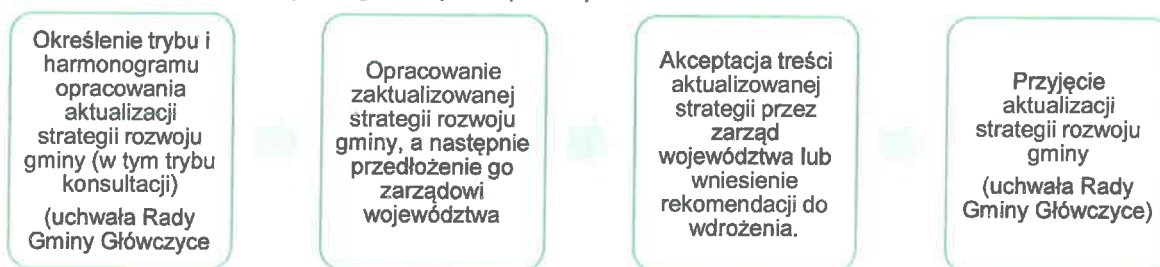 Określenie trybu i
harmonogramu
opracowania
aktualizacji
strategii rozwoju
gminy (w tym trybu
konsultacji)
(uchwała Rady
Gminy Główczyce
Opracowanie
zaktualizowanej
strategii rozwoju
gminy, a następnie
przedłożenie go
zarządowi
województwa
Akceptacja treści
aktualizowanej
strategii przez
zarząd
województwa lub
wniesienie
rekomendacji do
wdrożenia.
Przyjęcie
aktualizacji
strategii rozwoju
gminy
(uchwała Rady
Gminy Główczyce)